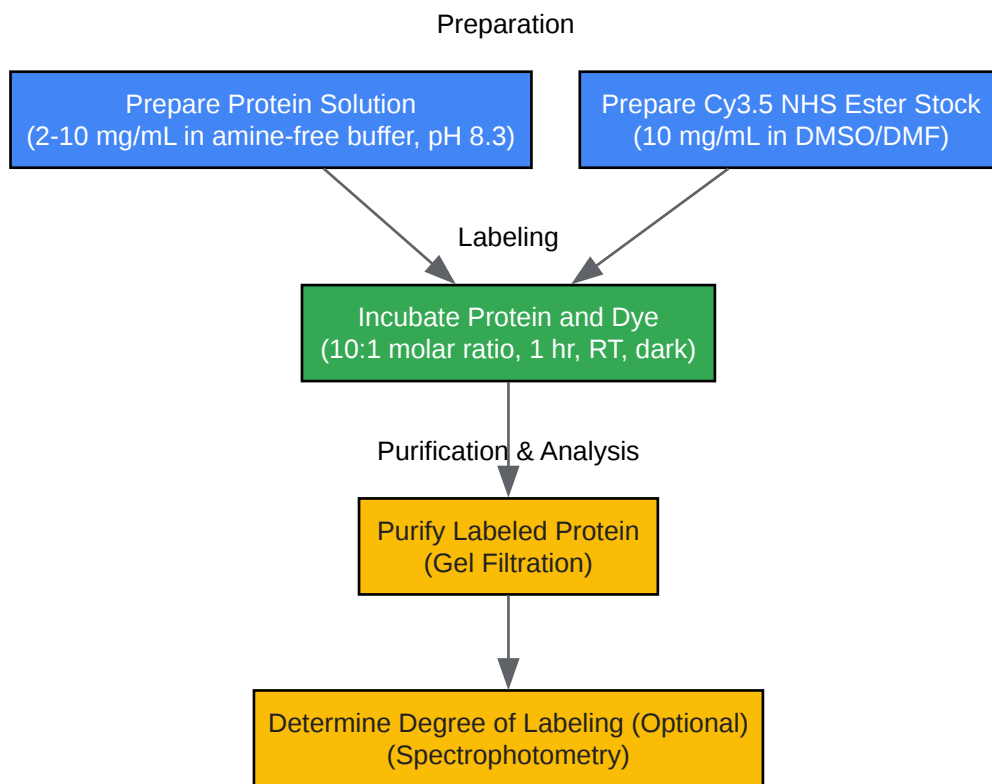 Preparation
Prepare Protein Solution
(2-10 mg/mL in amine-free buffer, pH 8.3)
Prepare Cy3.5 NHS Ester Stock
(10 mg/mL in DMSO/DMF)
Labeling
Incubate Protein and Dye
(10:1 molar ratio, 1 hr, RT, dark)
Purification & Analysis
Purify Labeled Protein
(Gel Filtration)
Determine Degree of Labeling (Optional)
(Spectrophotometry)